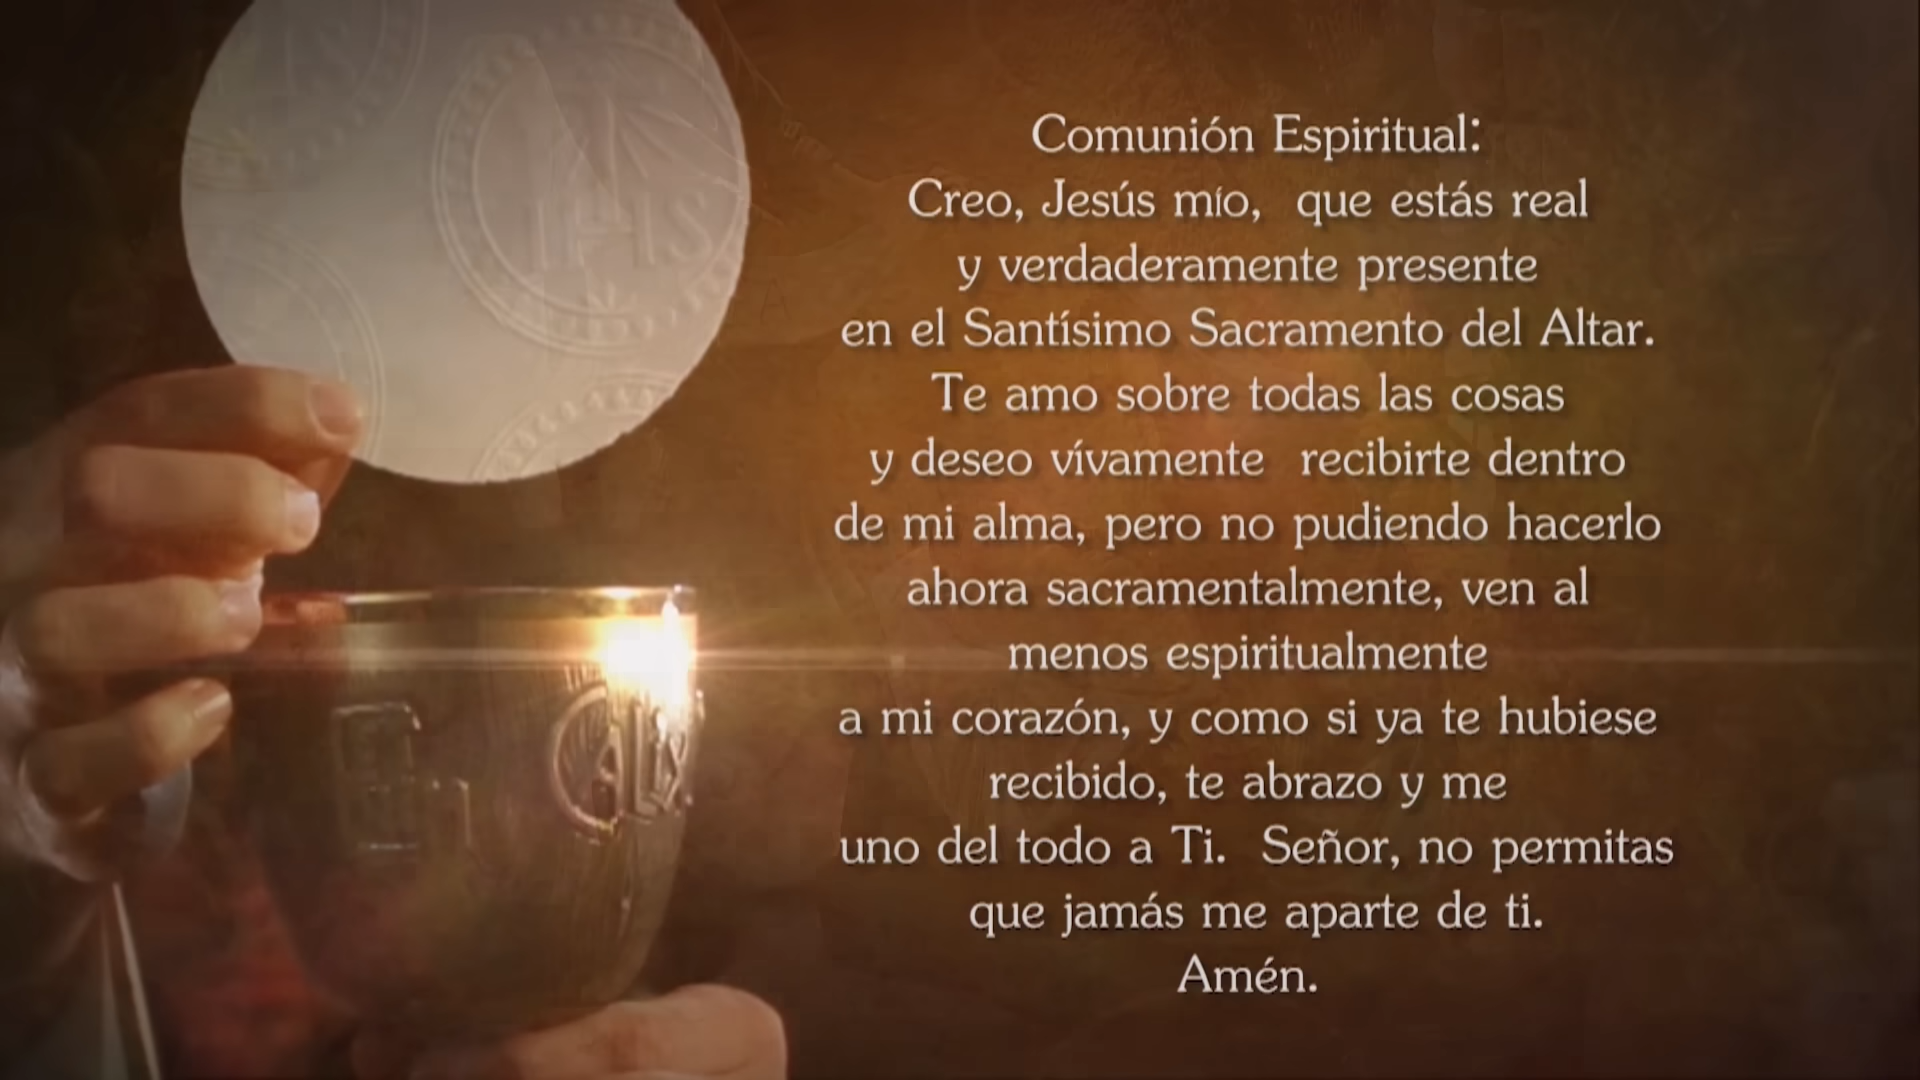 IHS
CALIX
Comunión Espiritual:
Creo, Jesús mío,  que estás real
y verdaderamente presente
en el Santísimo Sacramento del Altar.
Te amo sobre todas las cosas
y deseo vívamente  recibirte dentro
de mi alma, pero no pudiendo hacerlo
ahora sacramentalmente, ven al
menos espiritualmente
a mi corazón, y como si ya te hubiese
recibido, te abrazo y me
uno del todo a Ti.  Señor, no permitas
que jamás me aparte de ti.
Amén.